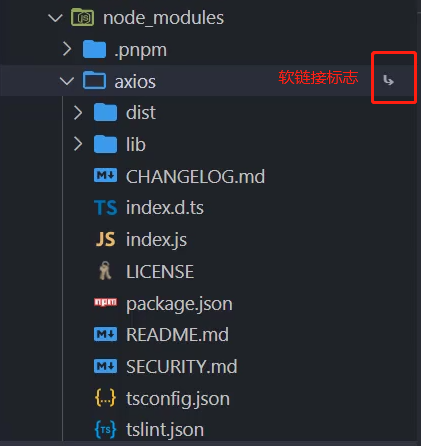 node_modules
.pnpm
axios 软链接标志
dist
lib
CHANGELOG.md
TS index.d.ts
JS index.js
LICENSE
npm package.json
README.md
SECURITY.md
{...} tsconfig.json
{TS} tslint.json